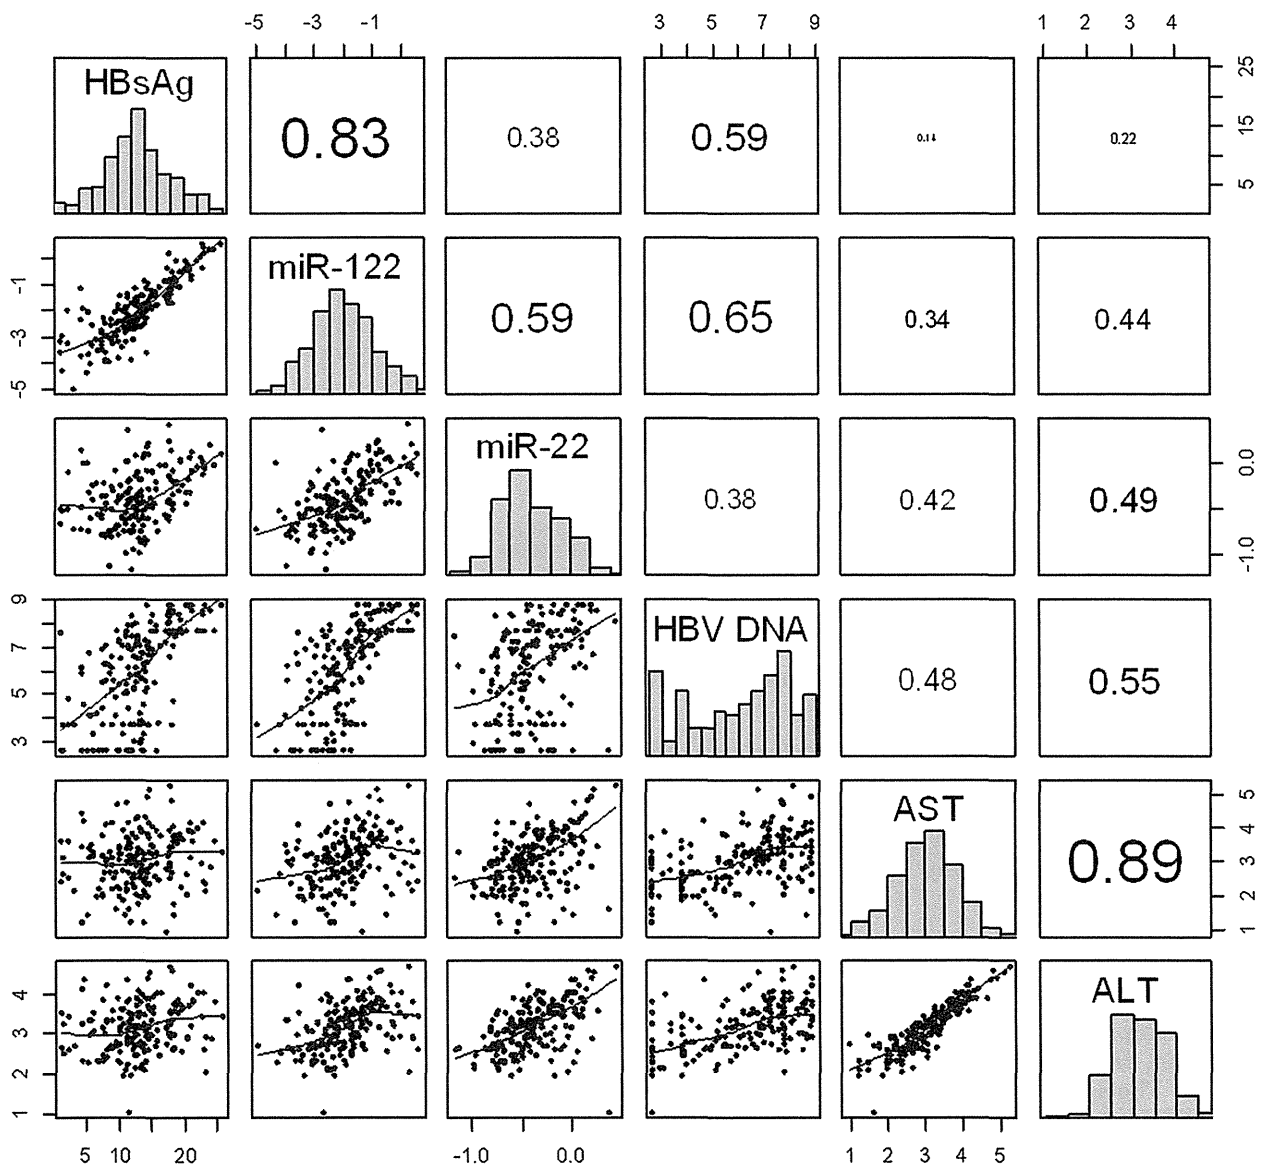 -5 -3 -1 3 5 7 9 1 2 3 4
HBsAg 0.83 0.38 0.59 0.14 0.22 5 15 25
-5 -3 -1 miR-122 0.59 0.65 0.34 0.44
miR-22 0.38 0.42 0.49 -1.0 0.0
3 5 7 9 HBV DNA 0.48 0.55
AST 0.89 1 2 3 4 5
1 2 3 4 ALT
5 10 20 -1.0 0.0 1 2 3 4 5